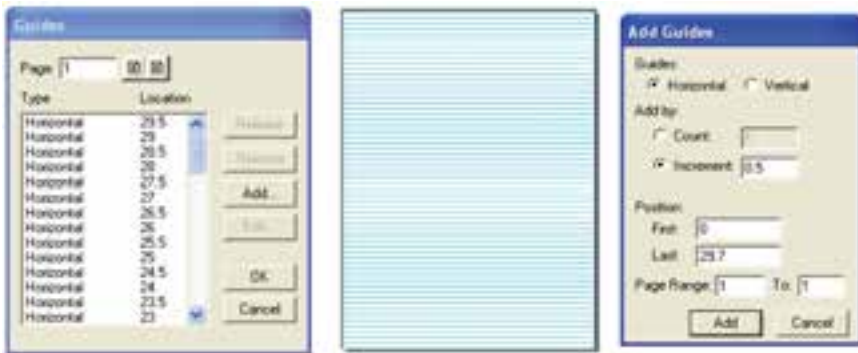 Guides
Page: 1
Type Location
Horizontal 29.5
Horizontal 29
Horizontal 28.5
Horizontal 28
Horizontal 27.5
Horizontal 27
Horizontal 26.5
Horizontal 26
Horizontal 25.5
Horizontal 25
Horizontal 24.5
Horizontal 24
Horizontal 23.5
Horizontal 23
Add...
OK
Cancel
Add Guides
Guides:
Horizontal Vertical
Add by:
Count:
Increment: 0.5
Position:
First: 0
Last: 29.7
Page Range: 1 To: 1
Add Cancel